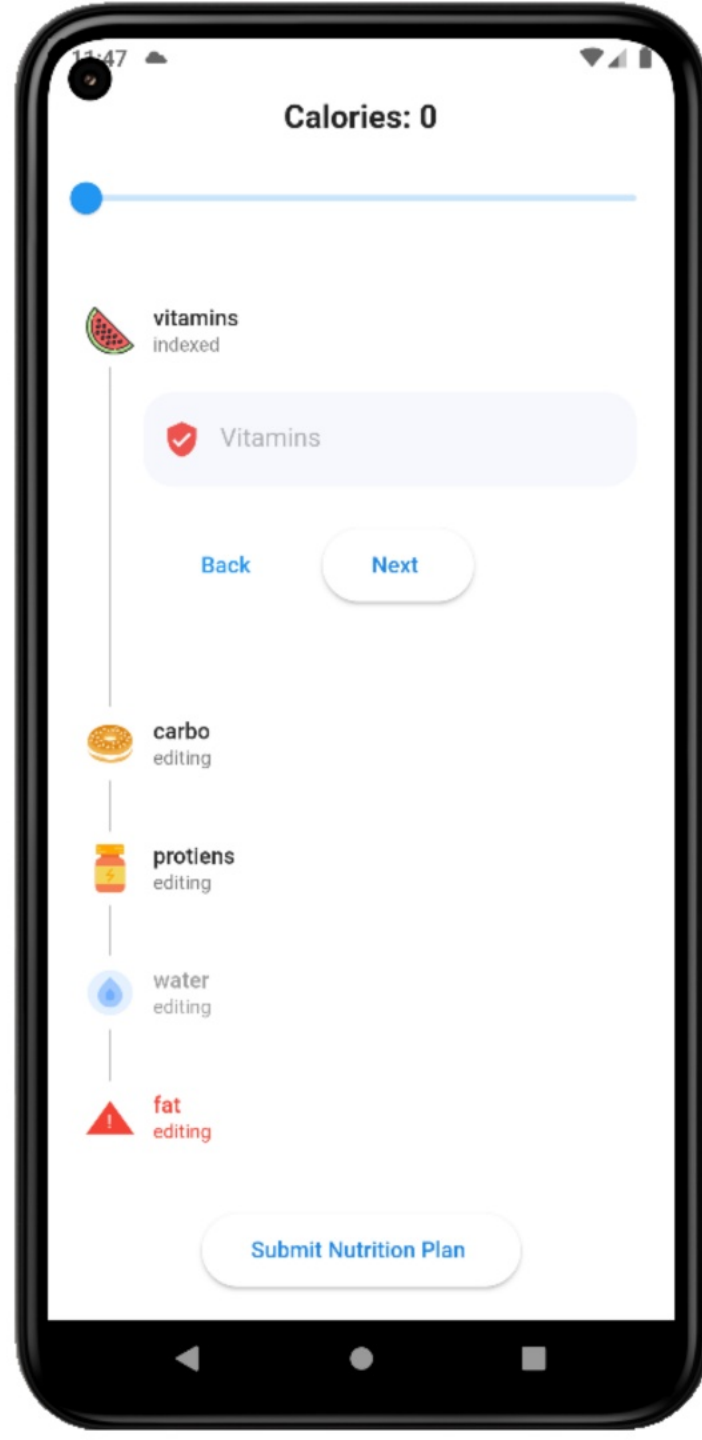 11:47
Calories: 0
vitamins
indexed
Vitamins
Back Next
carbo
editing
protiens
editing
water
editing
fat
editing
Submit Nutrition Plan